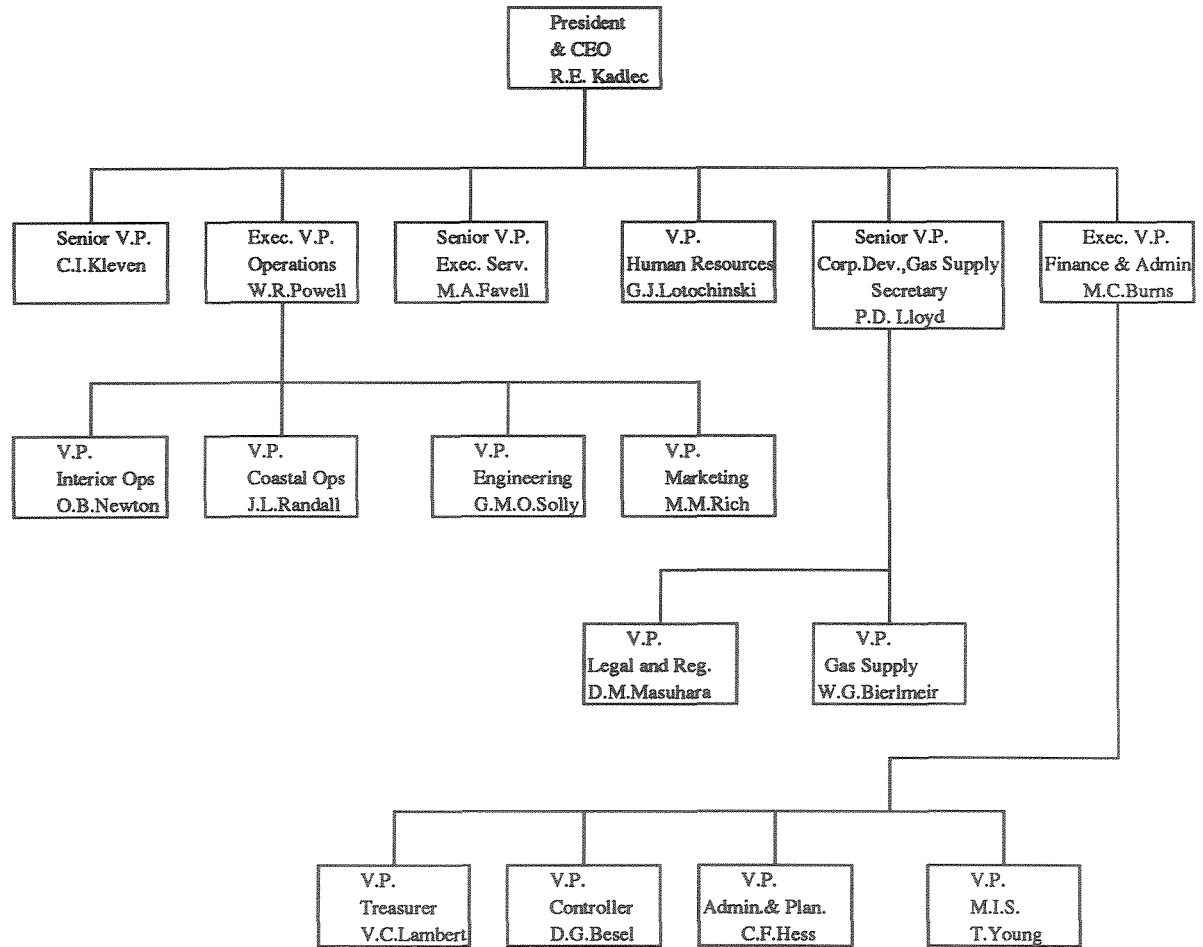 President
& CEO
R.E. Kadlec
Senior V.P.
C.I.Kleven
Exec. V.P.
Operations
W.R.Powell
Senior V.P.
Exec. Serv.
M.A.Favell
V.P.
Human Resources
G.J.Lotochinski
Senior V.P.
Corp.Dev.,Gas Supply
Secretary
P.D. Lloyd
Exec. V.P.
Finance & Admin
M.C.Burns
V.P.
Interior Ops
O.B.Newton
V.P.
Coastal Ops
J.L.Randall
V.P.
Engineering
G.M.O.Solly
V.P.
Marketing
M.M.Rich
V.P.
Legal and Reg.
D.M.Masuhara
V.P.
Gas Supply
W.G.Bierlmeir
V.P.
Treasurer
V.C.Lambert
V.P.
Controller
D.G.Besel
V.P.
Admin.& Plan.
C.F.Hess
V.P.
M.I.S.
T.Young